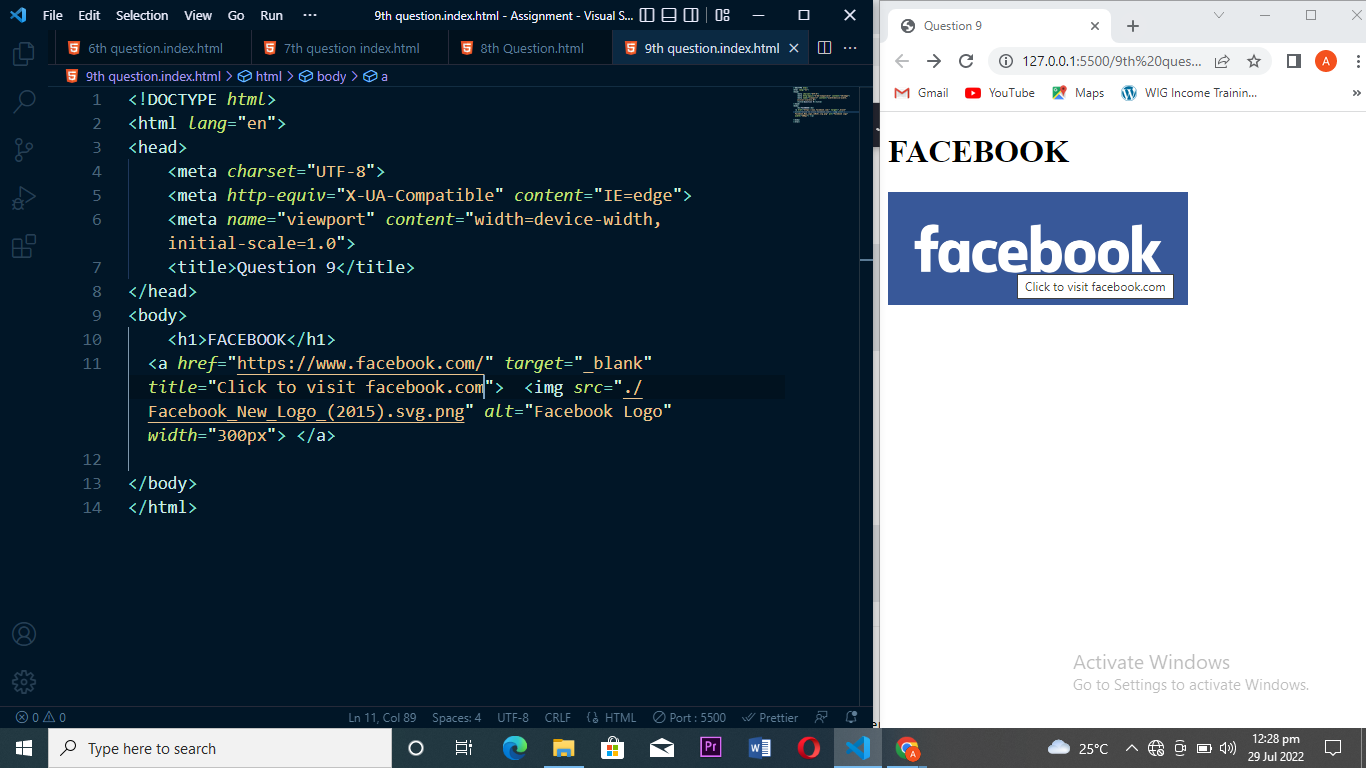 File Edit Selection View Go Run ··· 9th question.index.html - Assignment - Visual S...
6th question.index.html 7th question index.html 8th Question.html 9th question.index.html
9th question.index.html > html > body > a
1 <!DOCTYPE html>
2 <html lang="en">
3 <head>
4 <meta charset="UTF-8">
5 <meta http-equiv="X-UA-Compatible" content="IE=edge">
6 <meta name="viewport" content="width=device-width,
initial-scale=1.0">
7 <title>Question 9</title>
8 </head>
9 <body>
10 <h1>FACEBOOK</h1>
11 <a href="https://www.facebook.com/" target="_blank"
title="Click to visit facebook.com"> <img src="./
Facebook_New_Logo_(2015).svg.png" alt="Facebook Logo"
width="300px"> </a>
12
13 </body>
14 </html>
0 0 Ln 11, Col 89 Spaces: 4 UTF-8 CRLF HTML Port : 5500 Prettier
Question 9
127.0.0.1:5500/9th%20ques... A
Gmail YouTube Maps WIG Income Trainin... »
FACEBOOK
facebook
Click to visit facebook.com
Activate Windows
Go to Settings to activate Windows.
Type here to search Pr A 25°C 12:28 pm
29 Jul 2022